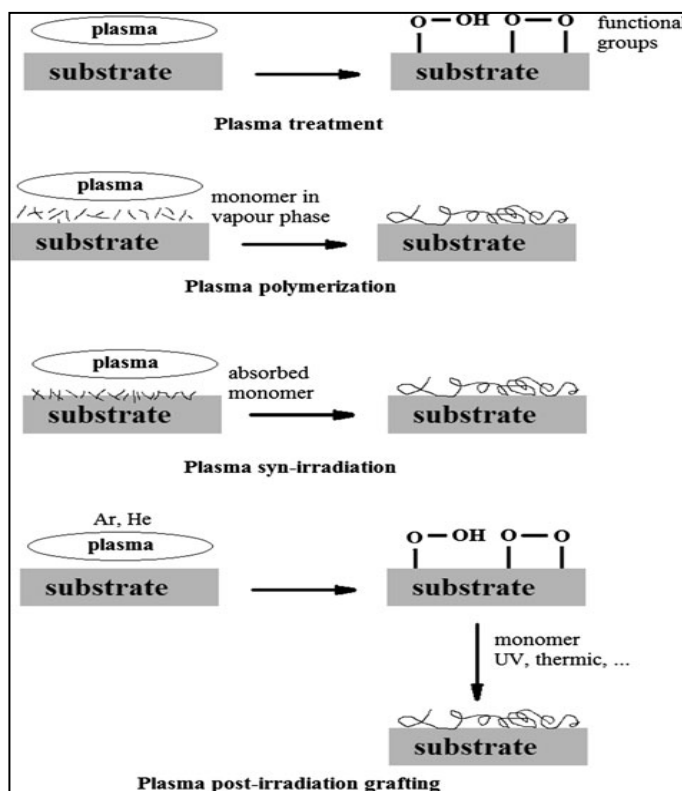 plasma
substrate
O OH O O
functional
groups
substrate
Plasma treatment
plasma
monomer in
vapour phase
substrate
substrate
Plasma polymerization
plasma
absorbed
monomer
substrate
substrate
Plasma syn-irradiation
Ar, He
plasma
substrate
O OH O O
substrate
monomer
UV, thermic, ...
substrate
Plasma post-irradiation grafting